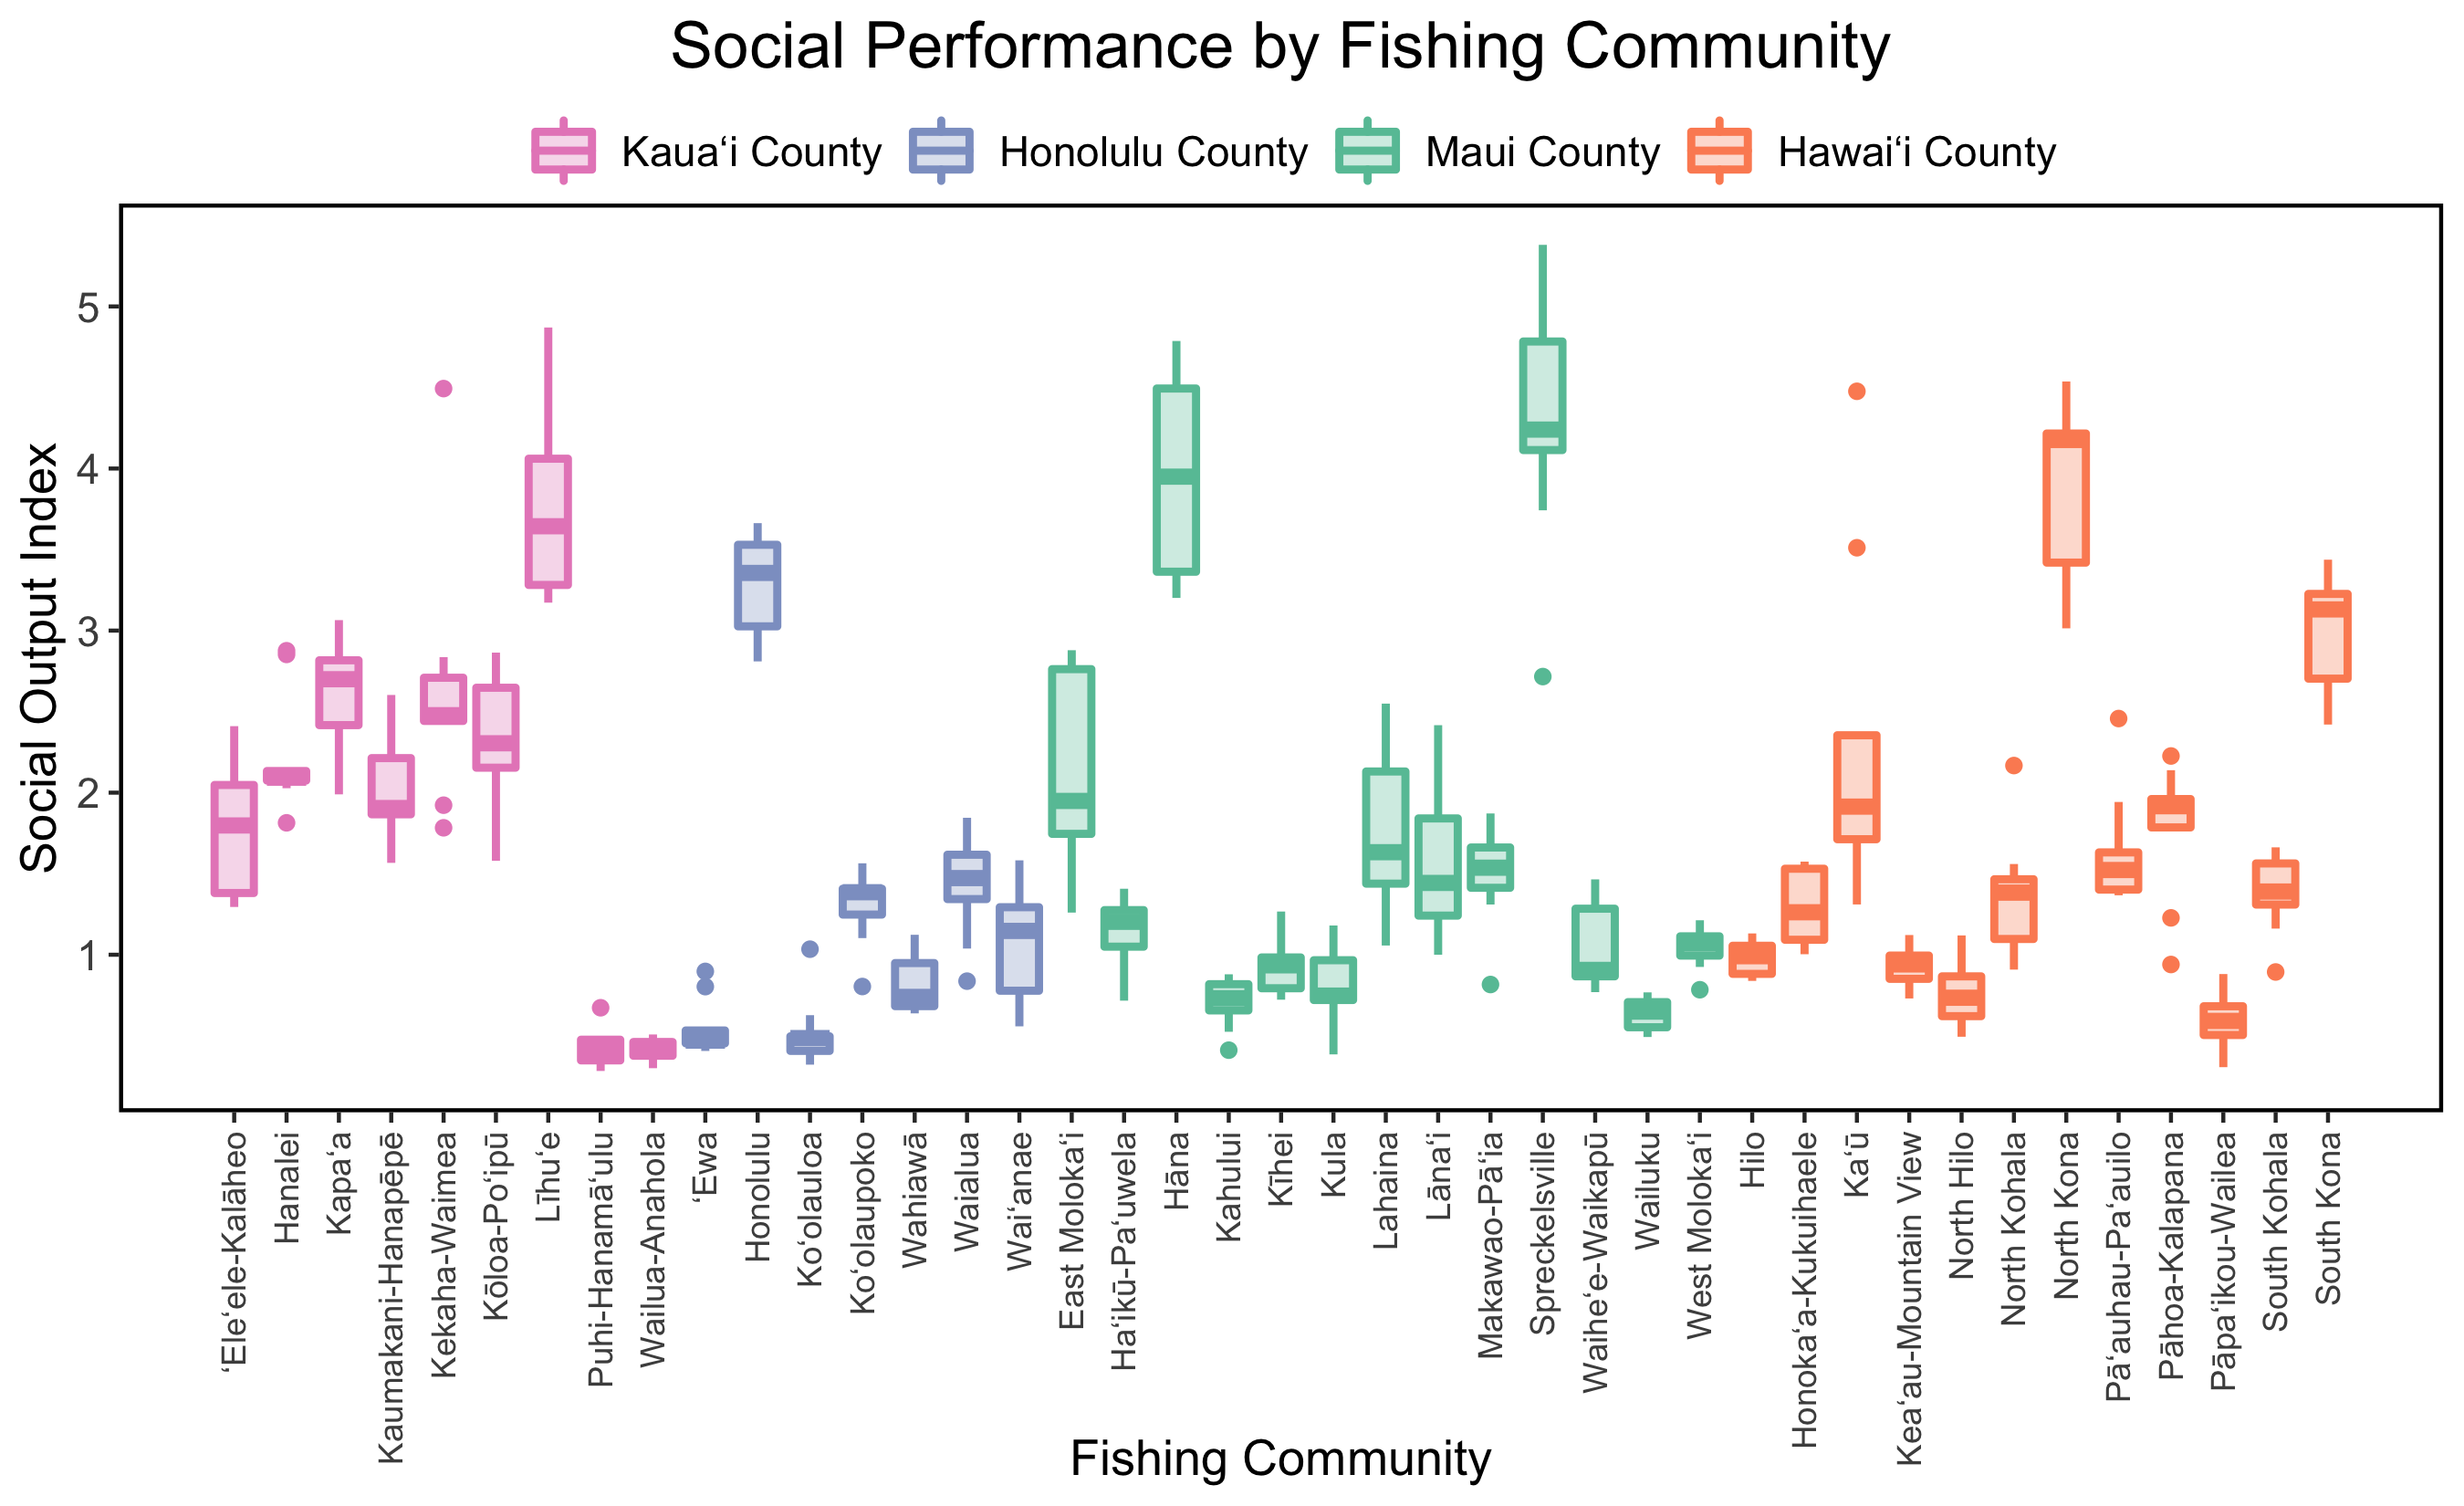 Social Performance by Fishing Community
Kauaʻi County Honolulu County Maui County Hawaiʻi County
Social Output Index
5
4
3
2
1
ʻEleʻele-Kalāheo
Hanalei
Kapaʻa
Kaumakani-Hanapēpē
Kekaha-Waimea
Kōloa-Poʻipū
Līhuʻe
Puhi-Hanamāʻulu
Wailua-Anahola
ʻEwa
Honolulu
Koʻolauloa
Koʻolaupoko
Wahiawā
Waialua
Waiʻanae
East Molokaʻi
Haʻikū-Paʻuwela
Hāna
Kahului
Kīhei
Kula
Lahaina
Lānaʻi
Makawao-Pāʻia
Spreckelsville
Waiheʻe-Waikapū
Wailuku
West Molokaʻi
Hilo
Honokaʻa-Kukuihaele
Kaʻū
Keaʻau-Mountain View
North Hilo
North Kohala
North Kona
Pāʻauhau-Paʻauilo
Pāhoa-Kalapana
Pāpaʻikou-Wailea
South Kohala
South Kona
Fishing Community